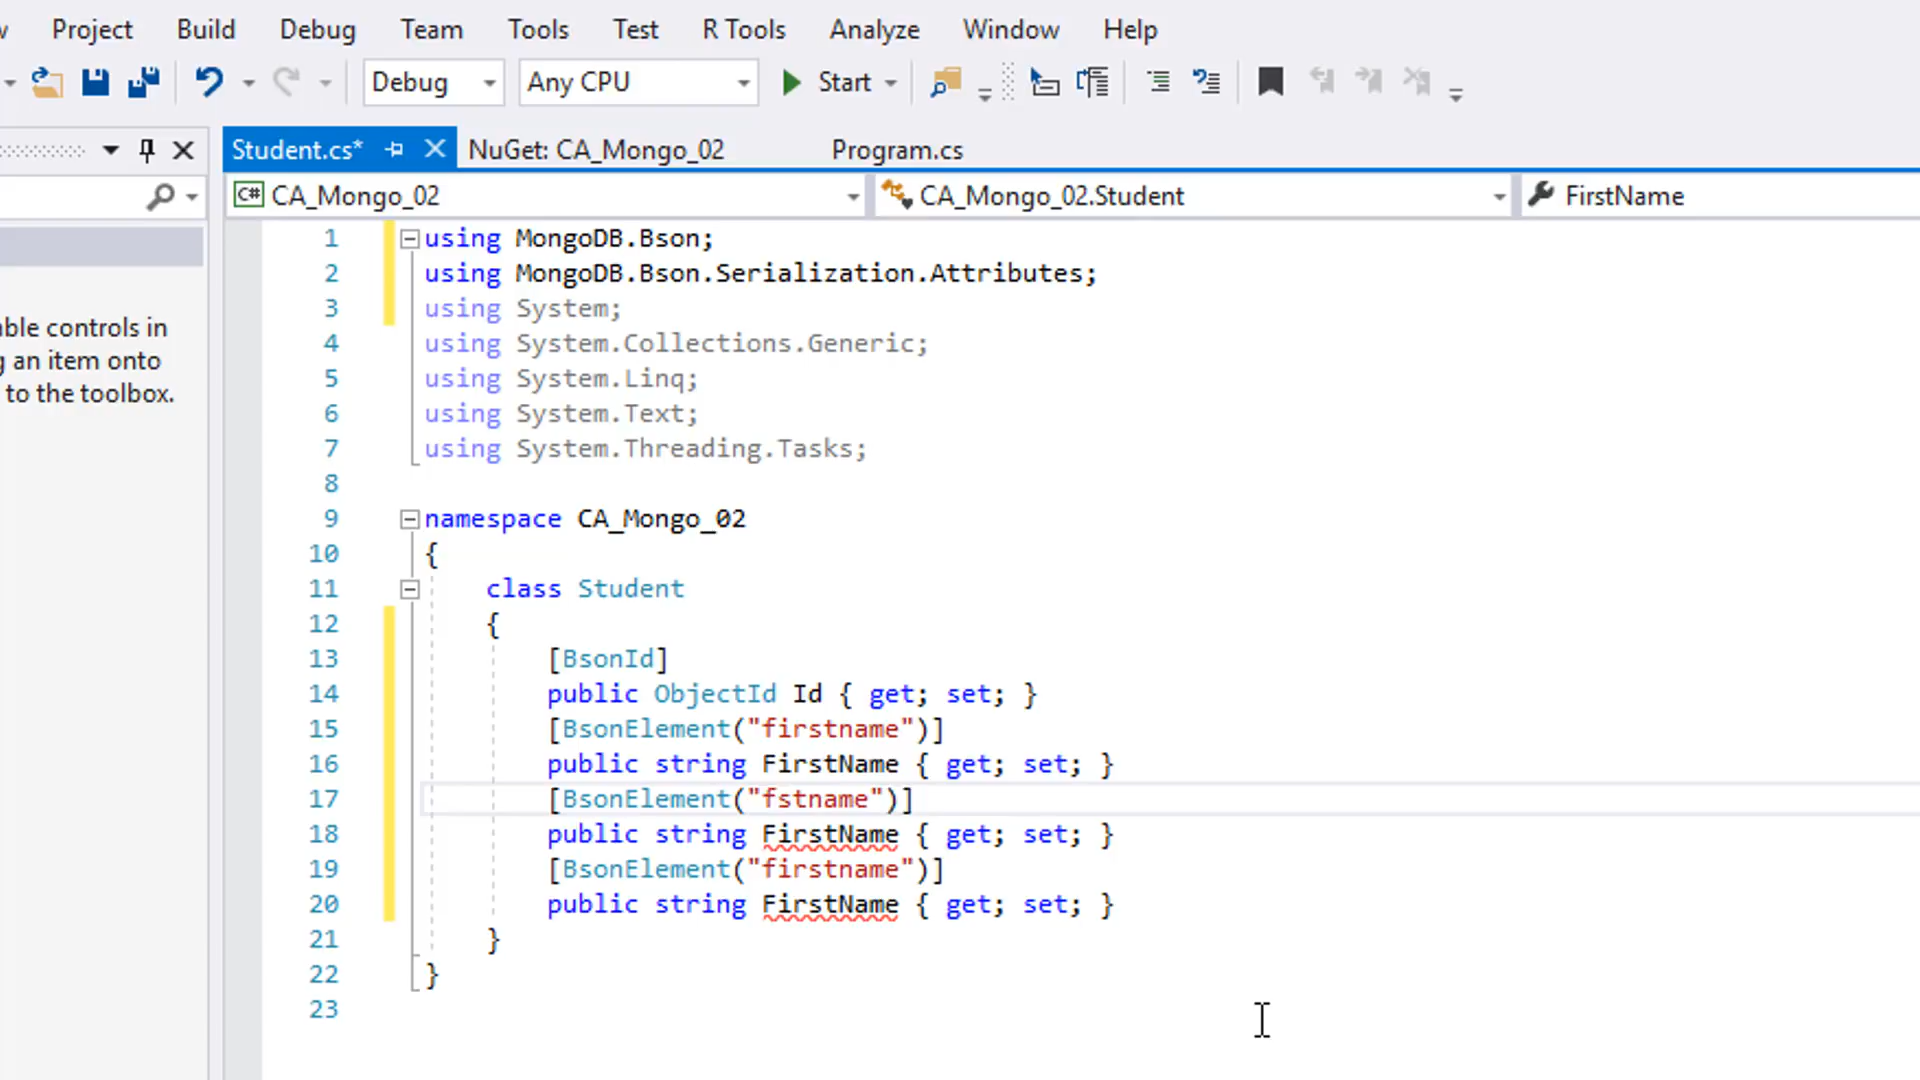 Project Build Debug Team Tools Test R Tools Analyze Window Help
Debug Any CPU Start
Student.cs* NuGet: CA_Mongo_02 Program.cs
C# CA_Mongo_02 CA_Mongo_02.Student FirstName
able controls in
g an item onto
to the toolbox.
1 using MongoDB.Bson;
2 using MongoDB.Bson.Serialization.Attributes;
3 using System;
4 using System.Collections.Generic;
5 using System.Linq;
6 using System.Text;
7 using System.Threading.Tasks;
8
9 namespace CA_Mongo_02
10 {
11 class Student
12 {
13 [BsonId]
14 public ObjectId Id { get; set; }
15 [BsonElement("firstname")]
16 public string FirstName { get; set; }
17 [BsonElement("fstname")]
18 public string FirstName { get; set; }
19 [BsonElement("firstname")]
20 public string FirstName { get; set; }
21 }
22 }
23